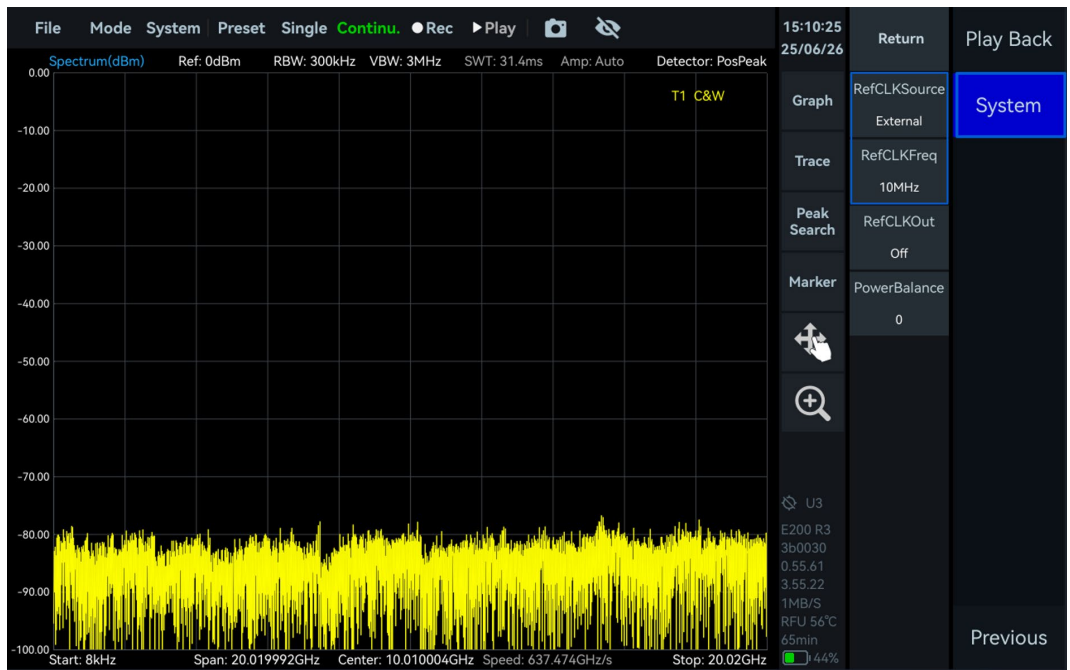 File Mode System Preset Single Continu. Rec Play
15:10:25
25/06/26
Spectrum(dBm) Ref: 0dBm RBW: 300kHz VBW: 3MHz SWT: 31.4ms Amp: Auto Detector: PosPeak
T1 C&W
0.00
-10.00
-20.00
-30.00
-40.00
-50.00
-60.00
-70.00
-80.00
-90.00
-100.00
Start: 8kHz Span: 20.019992GHz Center: 10.010004GHz Speed: 637.474GHz/s Stop: 20.02GHz
Graph
Trace
Peak
Search
Marker
U3
E200 R3
3b0030
0.55.61
3.55.22
1MB/S
RFU 56℃
65min
44%
Return
RefCLKSource
External
RefCLKFreq
10MHz
RefCLKOut
Off
PowerBalance
0
Play Back
System
Previous